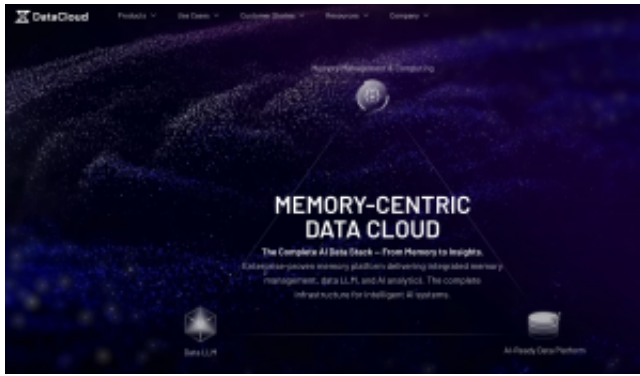 DataCloud
Products
Use Cases
Customer Stories
Resources
Company
Memory Management & Computing
MEMORY-CENTRIC
DATA CLOUD
The Complete AI Data Stack — From Memory to Insights.
Enterprise-proven memory platform delivering integrated memory
management, data LLM, and AI analytics. The complete
infrastructure for intelligent AI systems.
Data LLM
AI-Ready Data Platform